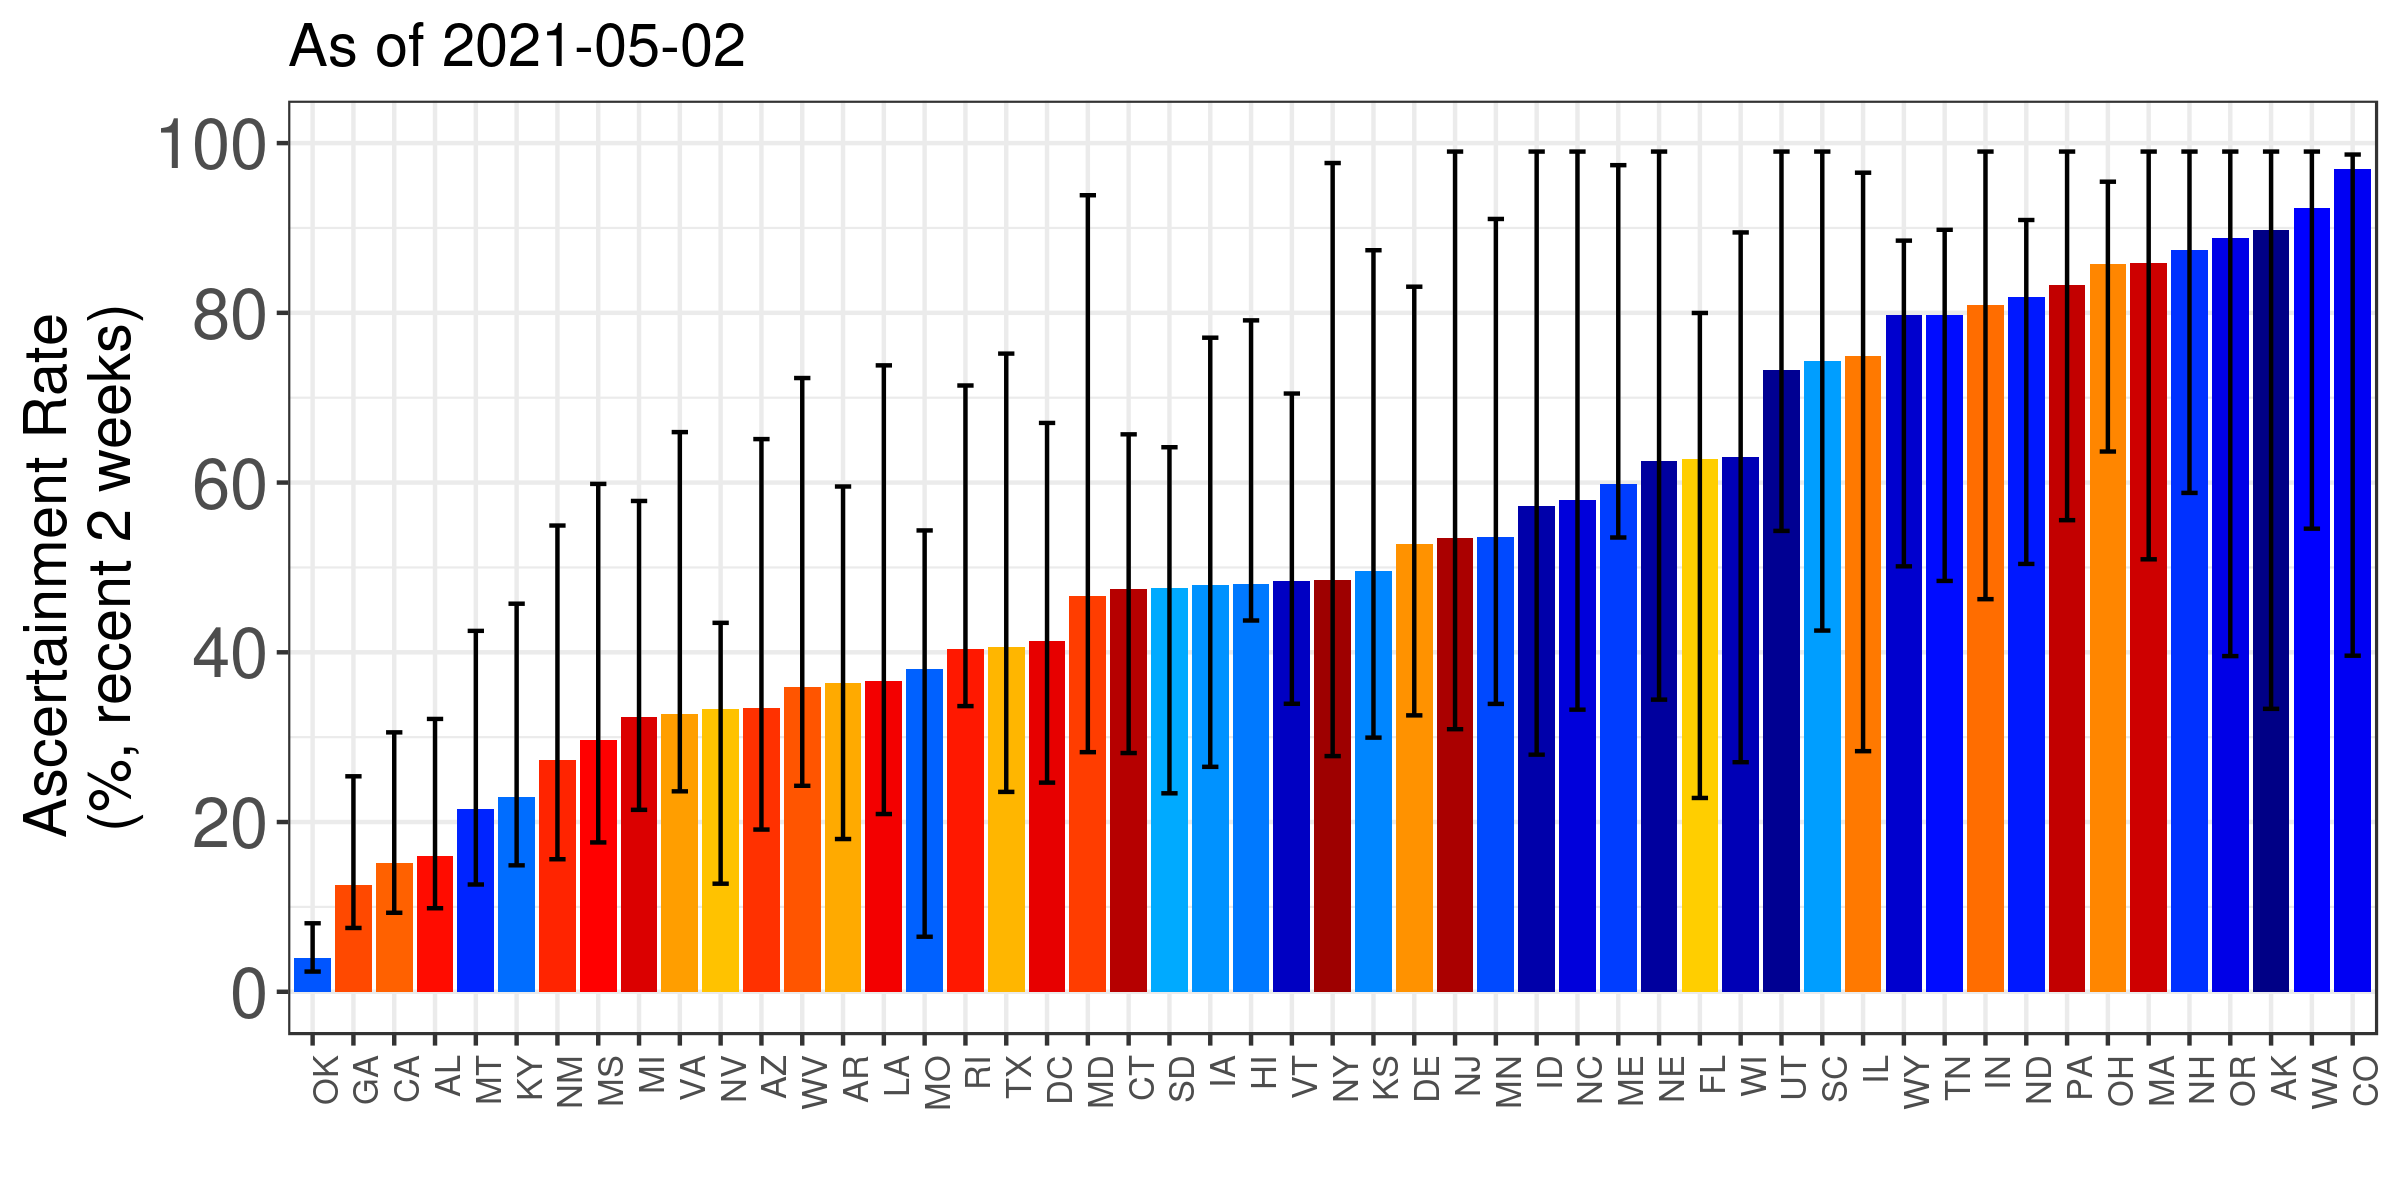 As of 2021-05-02
Ascertainment Rate
(%, recent 2 weeks)
100
80
60
40
20
0
OK GA CA AL MT KY NM MS MI VA NV AZ WV AR LA MO RI TX DC MD CT SD IA HI VT NY KS DE NJ MN ID NC ME NE FL WI UT SC IL WY TN IN ND PA OH MA NH OR AK WA CO